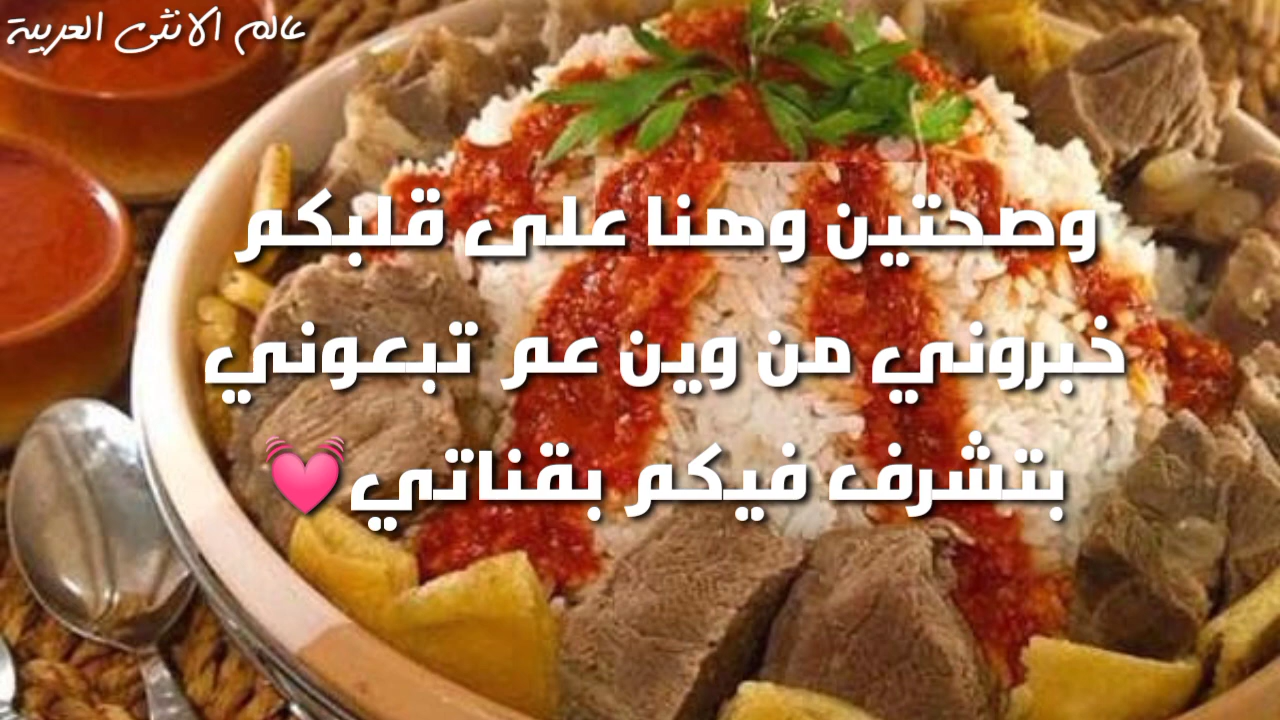 عالم الانثى العربية
وصحتين وهنا على قلبكم
خبروني من وين عم تبعوني
بتشرف فيكم بقناتي💓